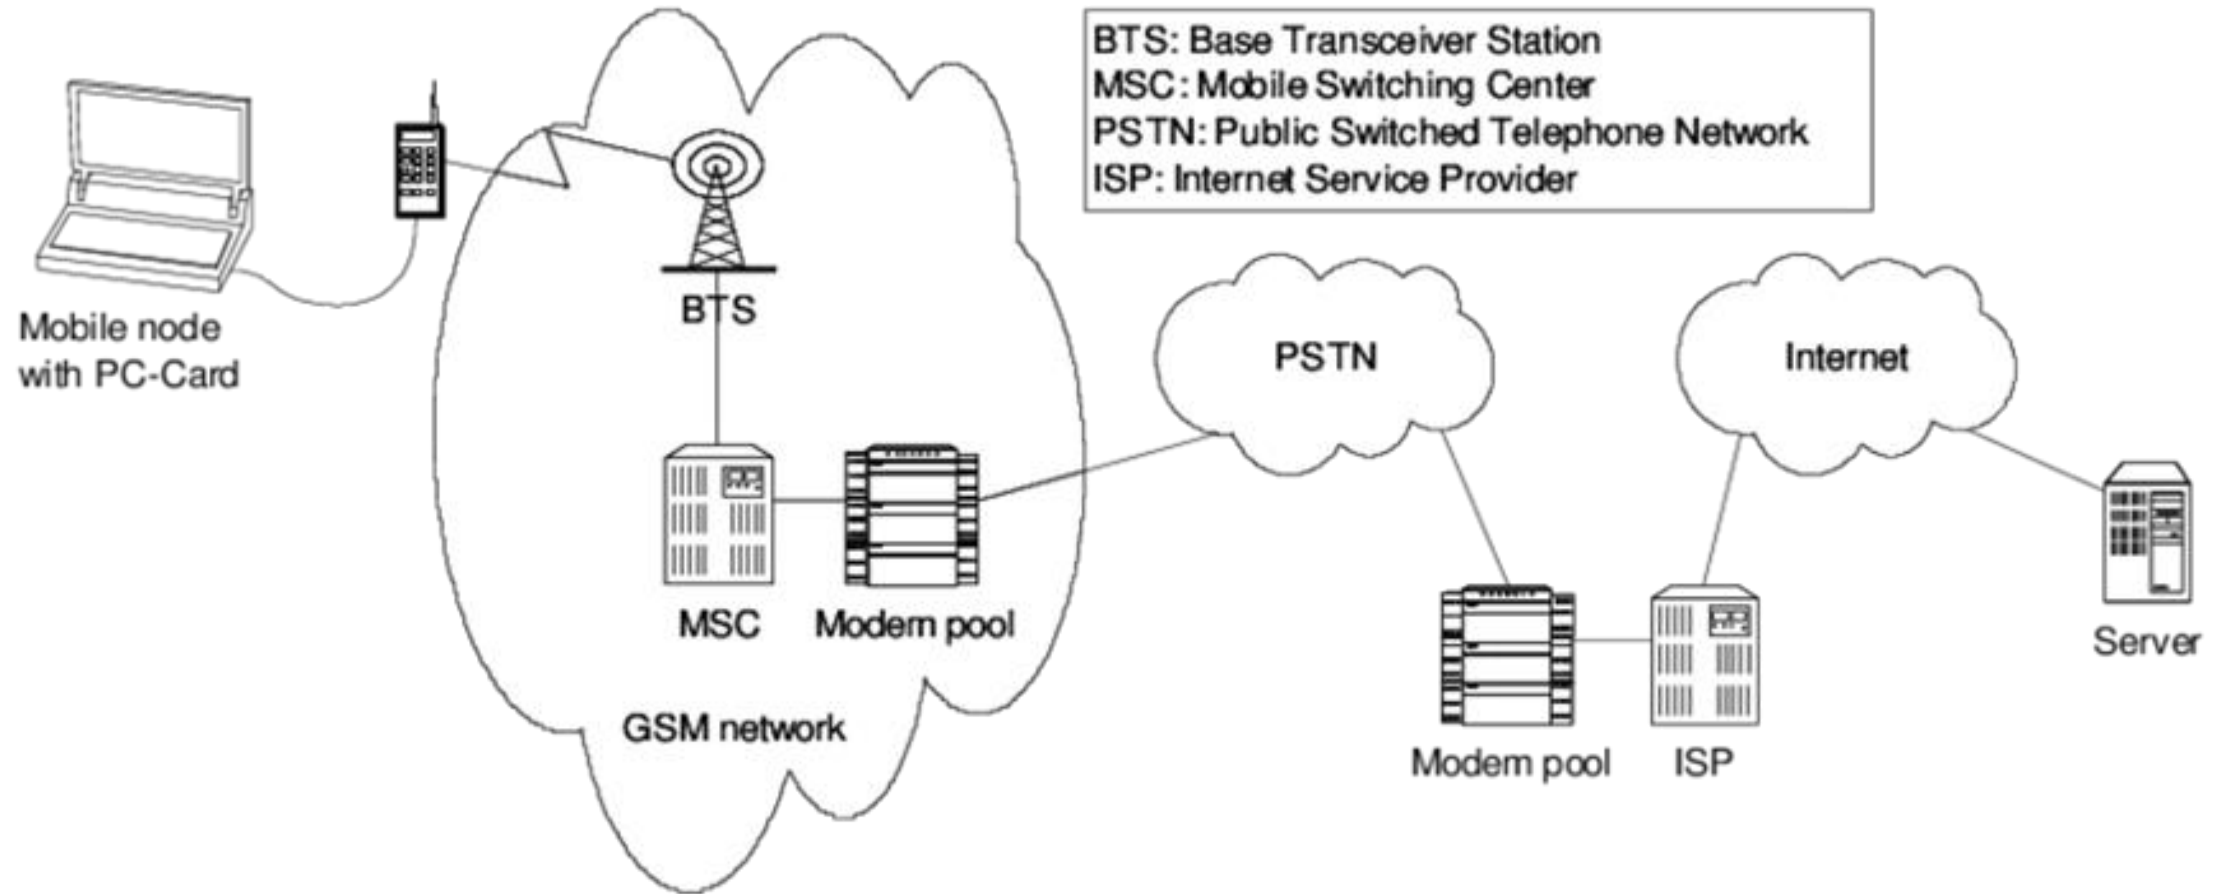 BTS: Base Transceiver Station
MSC: Mobile Switching Center
PSTN: Public Switched Telephone Network
ISP: Internet Service Provider
Mobile node
with PC-Card
BTS
PSTN
Internet
MSC
Modem pool
Server
GSM network
Modem pool
ISP